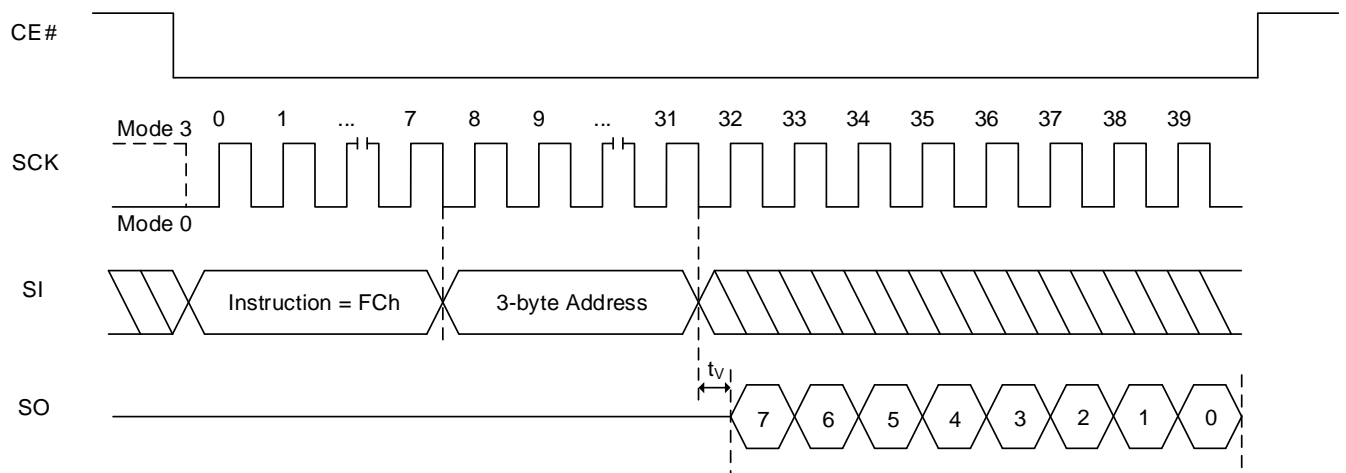 CE#
Mode 3 0 1 ... 7 8 9 ... 31 32 33 34 35 36 37 38 39
SCK
Mode 0
SI Instruction = FCh 3-byte Address
tV
SO 7 6 5 4 3 2 1 0